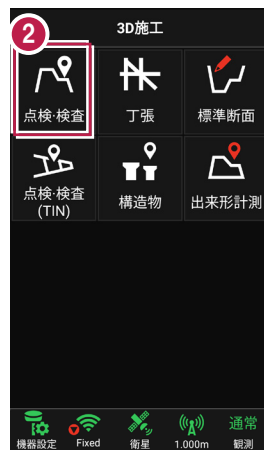 2
3D施工
点検・検査
丁張
標準断面
点検・検査
(TIN)
構造物
出来形計測
通常
機器設定
Fixed
衛星
1.000m
観測